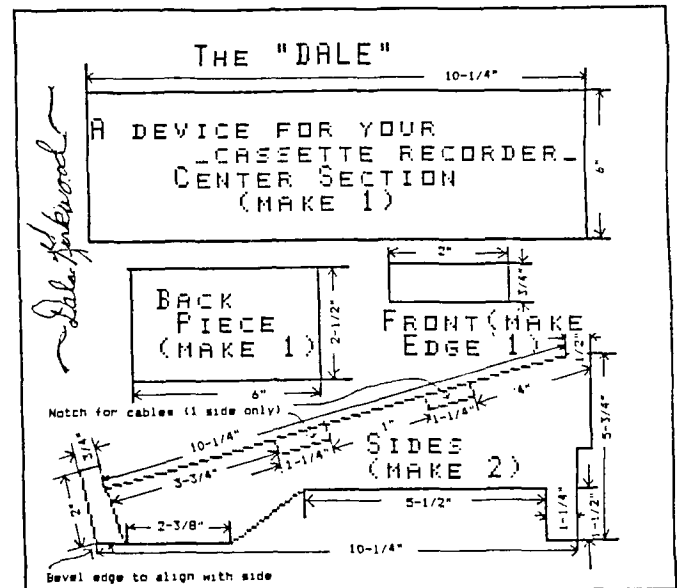 THE "DALE"
10-1/4"
A DEVICE FOR YOUR
_CASSETTE RECORDER_
CENTER SECTION
(MAKE 1)
6"
Dale Kirkwood
BACK
PIECE
(MAKE 1)
2-1/2"
6"
2"
3/4"
FRONT (MAKE
EDGE 1)
1/2"
Notch for cables (1 side only)
10-1/4"
3/4"
3-3/4"
1-1/4"
1"
1-1/4"
4"
SIDES
(MAKE 2)
5-3/4"
2"
2-3/8"
5-1/2"
1-1/4"
1-1/2"
10-1/4"
Bevel edge to align with side